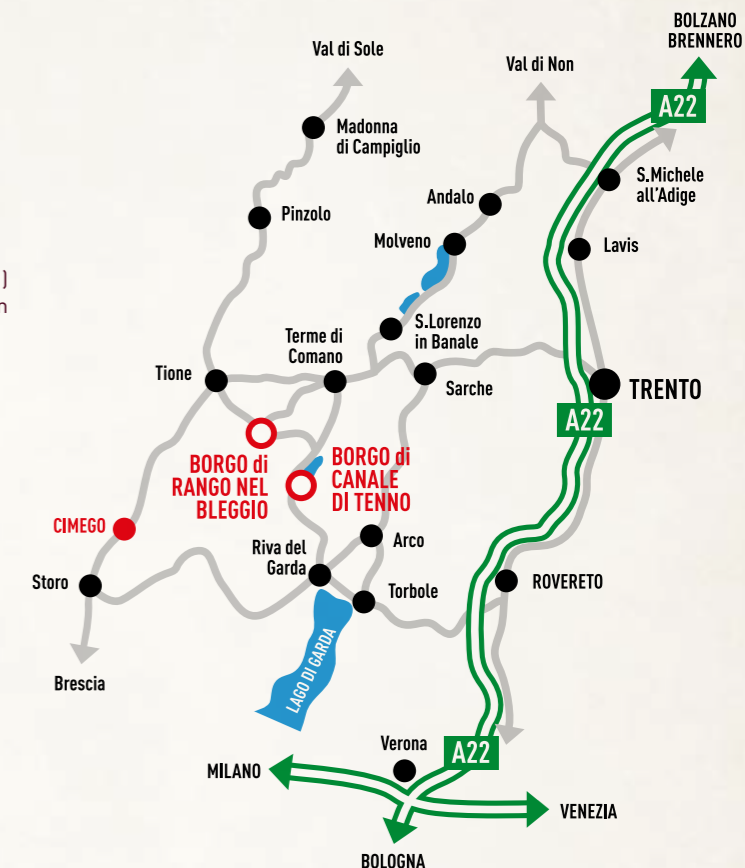 BOLZANO
BRENNERO
Val di Sole
Val di Non
A22
Madonna
di Campiglio
S.Michele
all'Adige
Andalo
Pinzolo
Molveno
Lavis
)
n
S.Lorenzo
in Banale
Terme di
Comano
Tione
Sarche
TRENTO
A22
BORGO di
RANGO NEL
BLEGGIO
BORGO di
CANALE
DI TENNO
CIMEGO
Arco
Riva del
Garda
Storo
Torbole
ROVERETO
LAGO DI GARDA
Brescia
Verona
A22
MILANO
VENEZIA
BOLOGNA